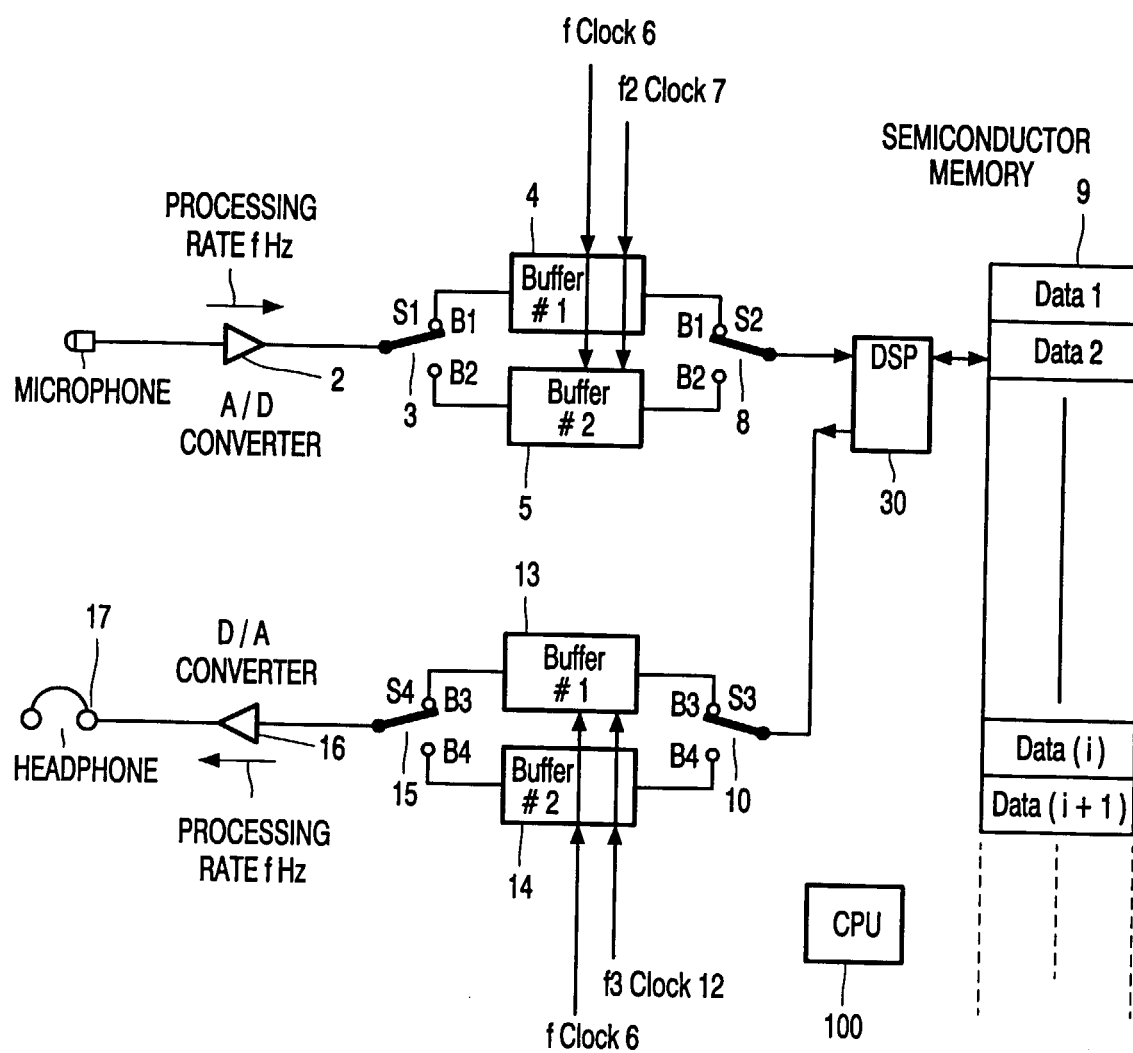 f Clock 6
f2 Clock 7
SEMICONDUCTOR
MEMORY
9
PROCESSING
RATE f Hz
4
Buffer
# 1
Data 1
Data 2
S1
B1
B2
3
MICROPHONE
2
A / D
CONVERTER
Buffer
# 2
5
B1
S2
B2
8
DSP
30
13
17
D / A
CONVERTER
Buffer
# 1
S4
B3
B4
15
16
HEADPHONE
PROCESSING
RATE f Hz
Buffer
# 2
14
B3
S3
B4
10
Data ( i )
Data ( i + 1 )
CPU
100
f3 Clock 12
f Clock 6